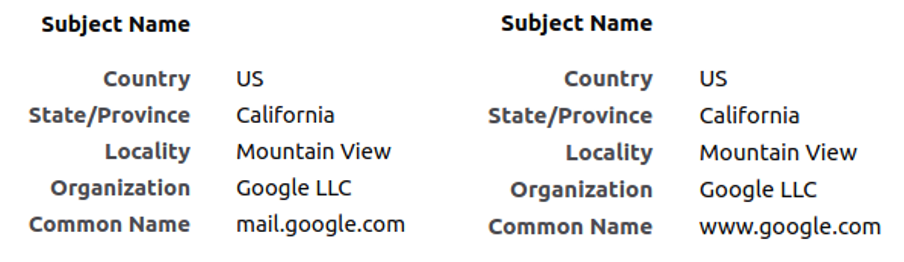 Subject Name
Country US
State/Province California
Locality Mountain View
Organization Google LLC
Common Name mail.google.com
Subject Name
Country US
State/Province California
Locality Mountain View
Organization Google LLC
Common Name www.google.com